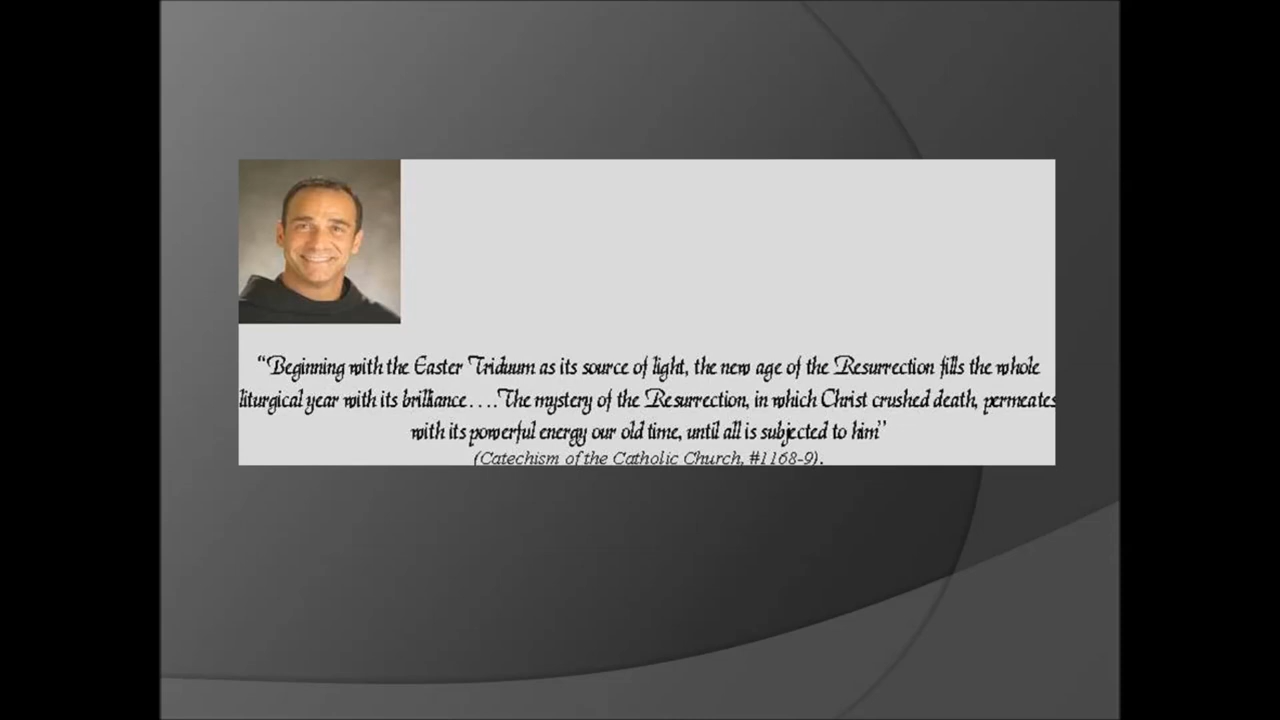 “Beginning with the Easter Triduum as its source of light, the new age of the Resurrection fills the whole
liturgical year with its brilliance….The mystery of the Resurrection, in which Christ crushed death, permeates
with its powerful energy our old time, until all is subjected to him”
(Catechism of the Catholic Church, #1168-9).